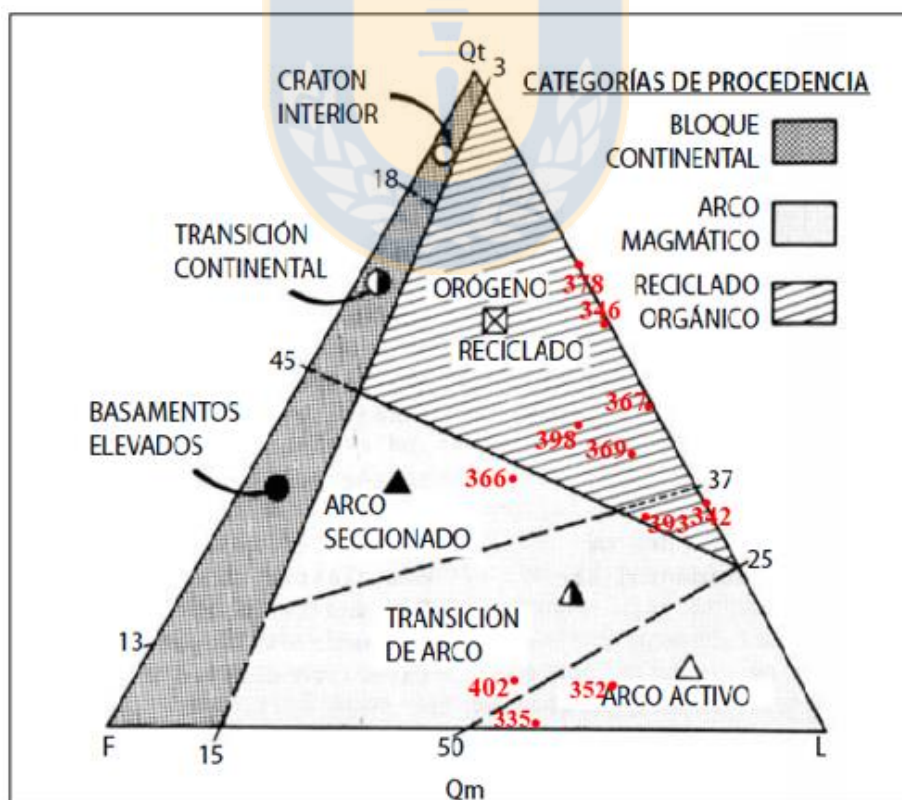 Qt
3
CRATON
INTERIOR
CATEGORÍAS DE PROCEDENCIA
BLOQUE
CONTINENTAL
18
ARCO
MAGMÁTICO
TRANSICIÓN
CONTINENTAL
ORÓGENO
378
RECICLADO
ORGÁNICO
346
RECICLADO
45
367
BASAMENTOS
ELEVADOS
398
369
366
37
ARCO
SECCIONADO
393
342
25
TRANSICIÓN
DE ARCO
13
402
352
ARCO ACTIVO
335
F
15
50
L
Qm